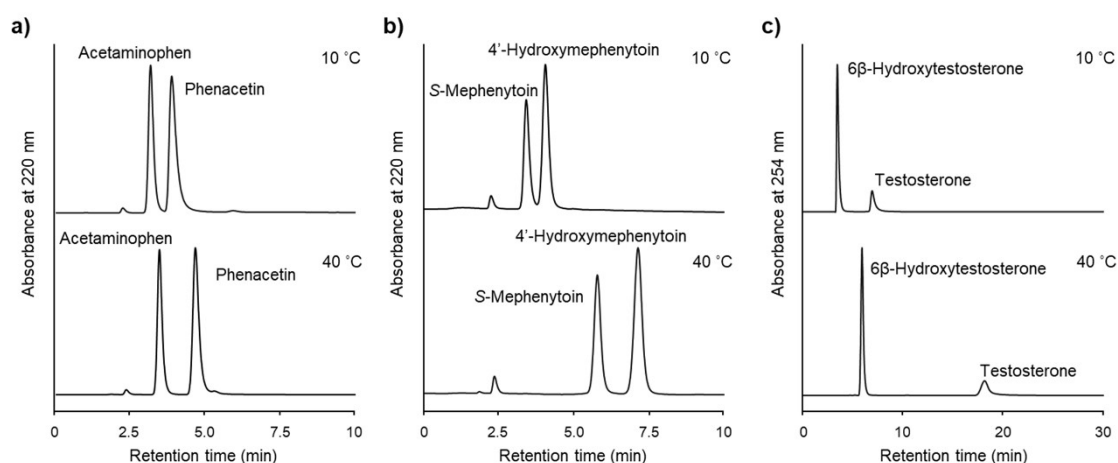 a)
Absorbance at 220 nm
Acetaminophen
10 ˚C
Phenacetin
Acetaminophen
40 ˚C
Phenacetin
0 2.5 5.0 7.5 10
Retention time (min)
b)
Absorbance at 220 nm
4’-Hydroxymephenytoin
10 ˚C
S-Mephenytoin
4’-Hydroxymephenytoin
40 ˚C
S-Mephenytoin
0 2.5 5.0 7.5 10
Retention time (min)
c)
Absorbance at 254 nm
10 ˚C
6β-Hydroxytestosterone
Testosterone
40 ˚C
6β-Hydroxytestosterone
Testosterone
0 10 20 30
Retention time (min)